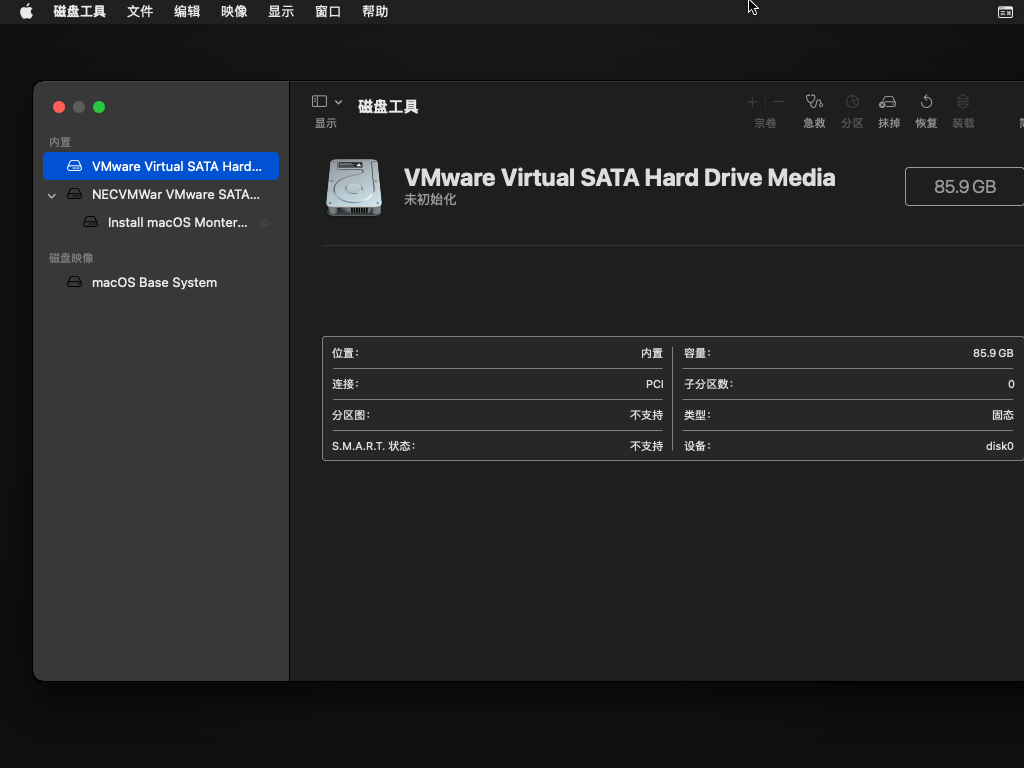 磁盘工具 文件 编辑 映像 显示 窗口 帮助
内置
VMware Virtual SATA Hard...
NECVMWar VMware SATA...
Install macOS Monter...
磁盘映像
macOS Base System
显示
磁盘工具
宗卷 急救 分区 抹掉 恢复 装载
VMware Virtual SATA Hard Drive Media
未初始化
85.9 GB
位置： 内置 容量： 85.9 GB
连接： PCI 子分区数： 0
分区图： 不支持 类型： 固态
S.M.A.R.T. 状态： 不支持 设备： disk0